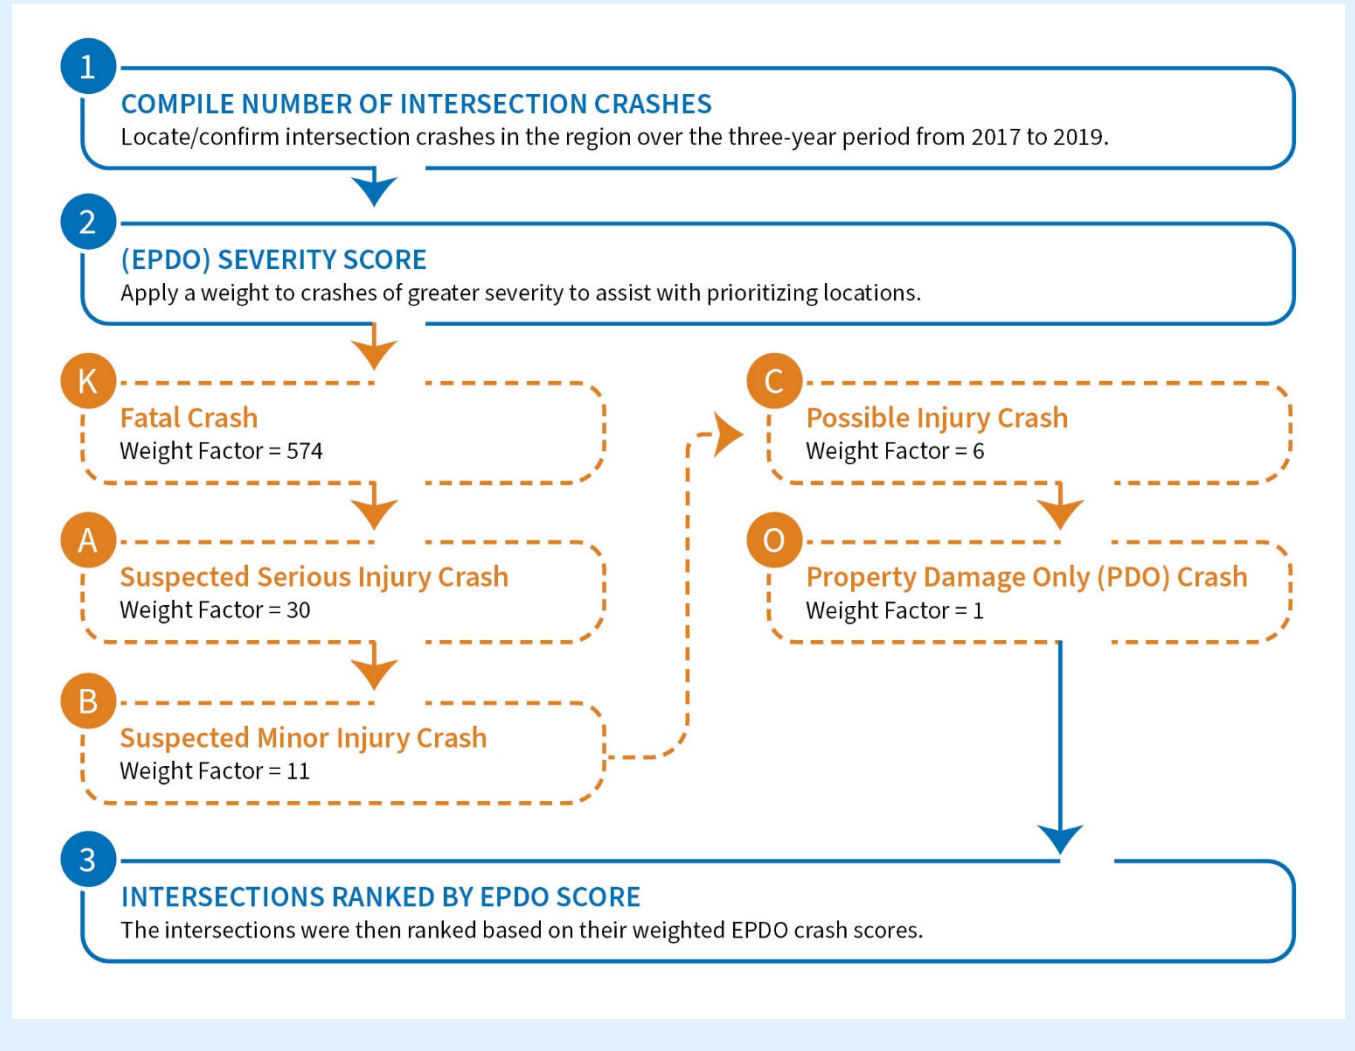 1
COMPILE NUMBER OF INTERSECTION CRASHES
Locate/confirm intersection crashes in the region over the three-year period from 2017 to 2019.
2
(EPDO) SEVERITY SCORE
Apply a weight to crashes of greater severity to assist with prioritizing locations.
K
Fatal Crash
Weight Factor = 574
A
Suspected Serious Injury Crash
Weight Factor = 30
B
Suspected Minor Injury Crash
Weight Factor = 11
C
Possible Injury Crash
Weight Factor = 6
O
Property Damage Only (PDO) Crash
Weight Factor = 1
3
INTERSECTIONS RANKED BY EPDO SCORE
The intersections were then ranked based on their weighted EPDO crash scores.